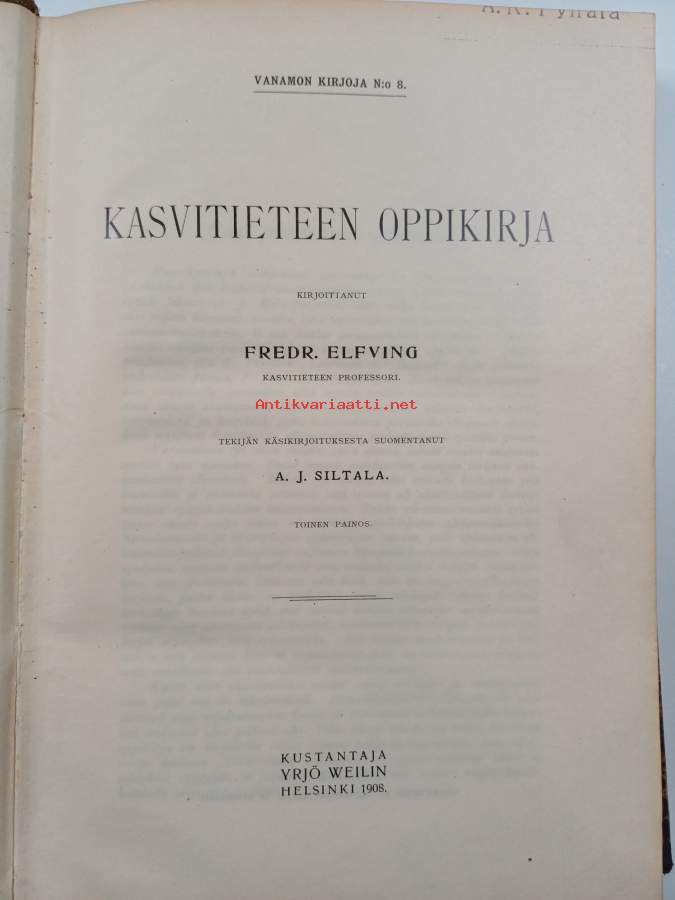 VANAMON KIRJOJA N:o 8.
KASVITIETEEN OPPIKIRJA
KIRJOITTANUT
FREDR. ELFVING
KASVITIETEEN PROFESSORI.
Antikvariaatti.net
TEKIJÄN KÄSIKIRJOITUKSESTA SUOMENTANUT
A. J. SILTALA.
TOINEN PAINOS.
KUSTANTAJA
YRJÖ WEILIN
HELSINKI 1908.